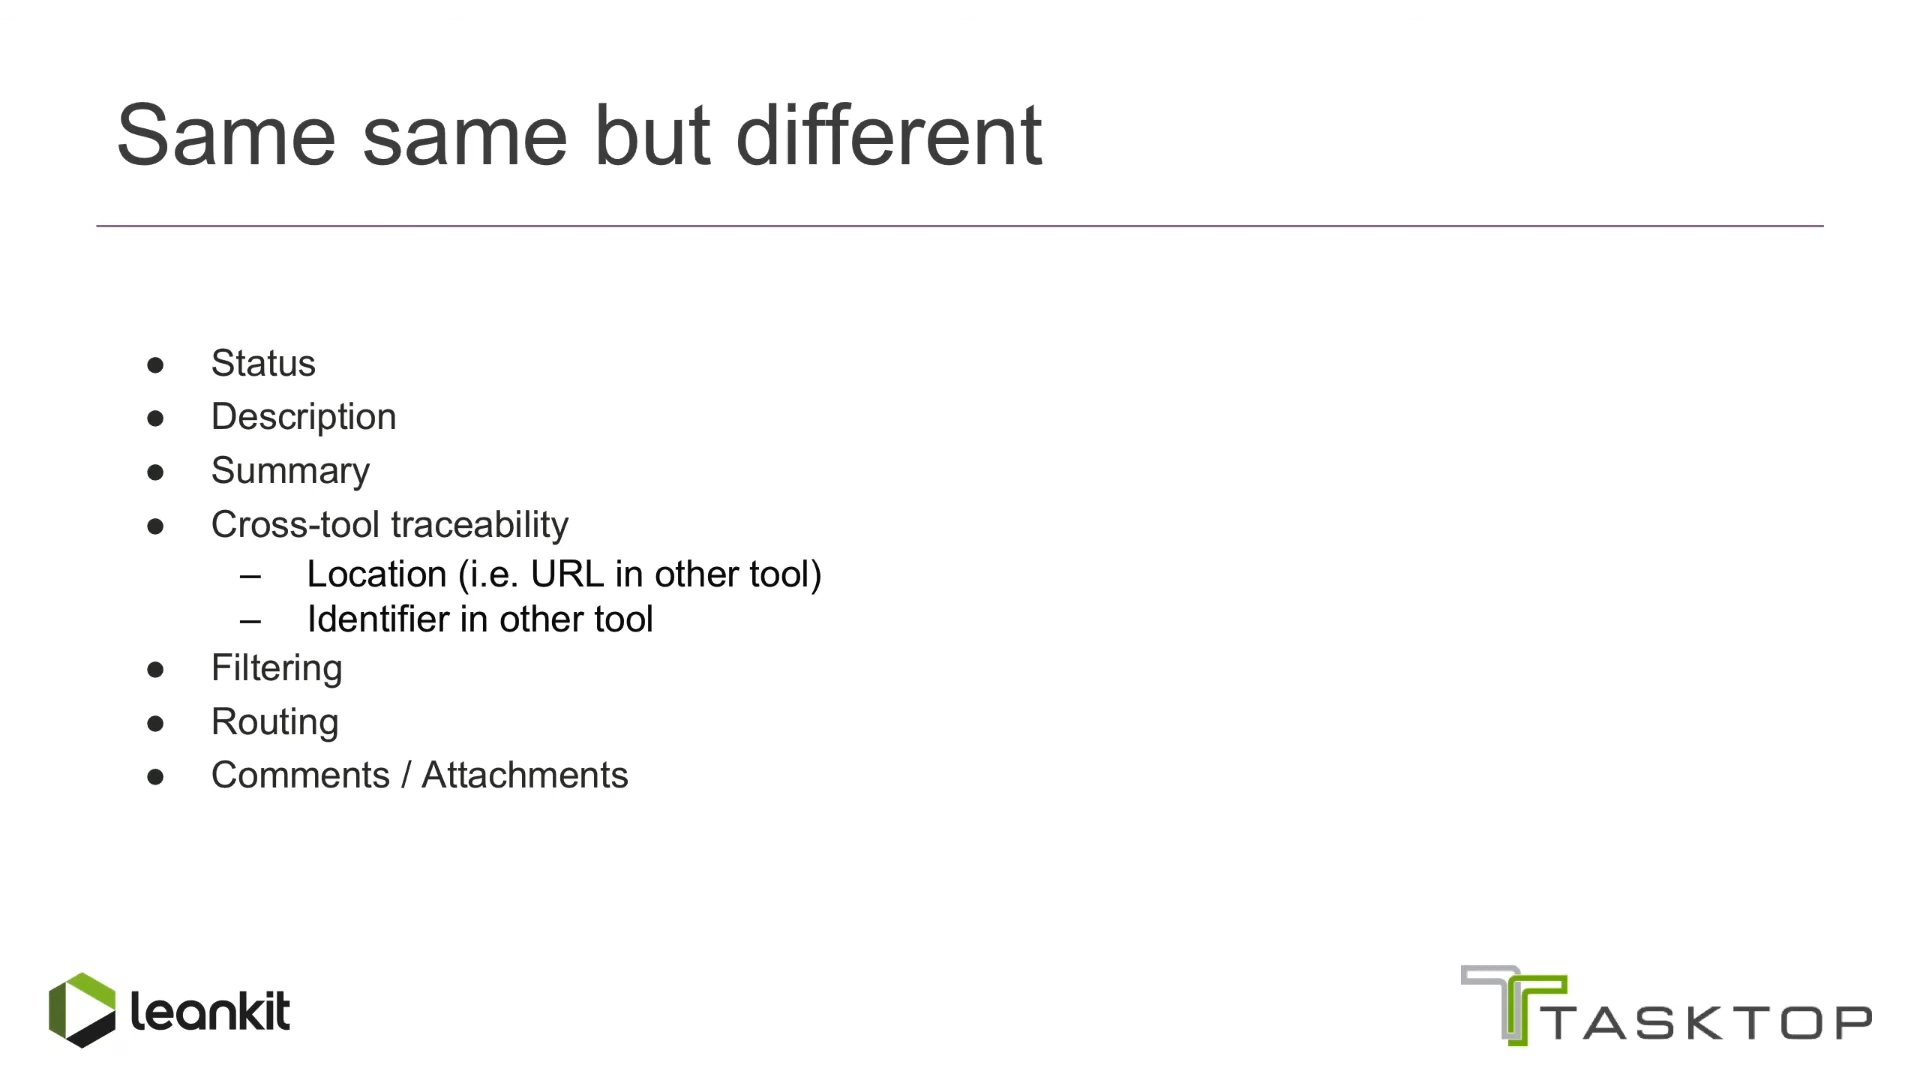 Same same but different
● Status
● Description
● Summary
● Cross-tool traceability
– Location (i.e. URL in other tool)
– Identifier in other tool
● Filtering
● Routing
● Comments / Attachments
leankit
TASKTOP